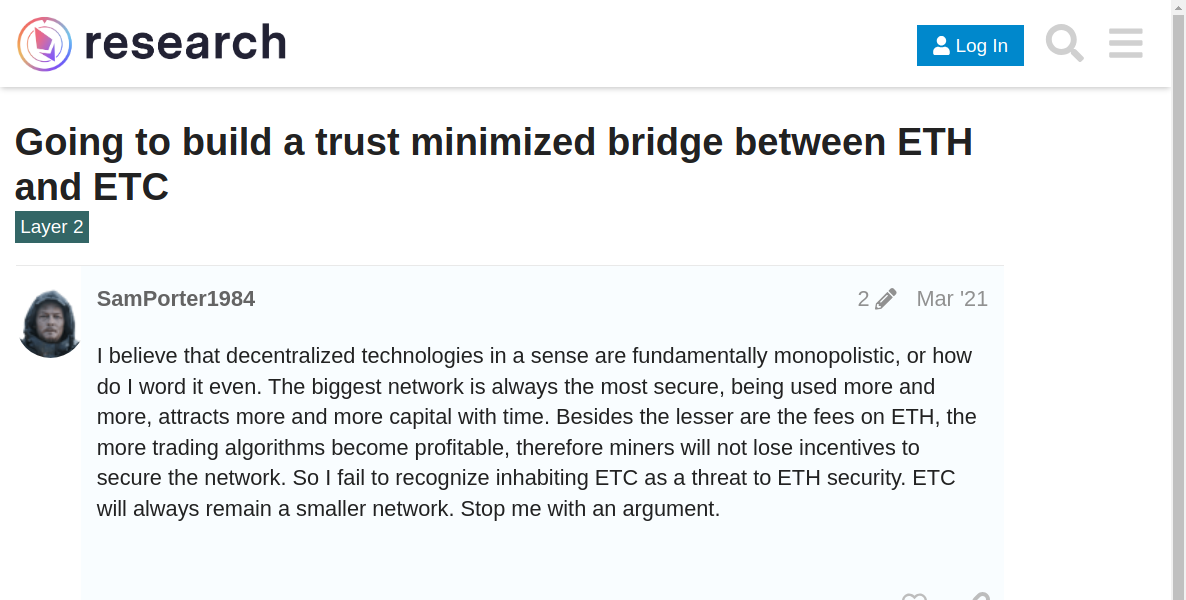 research
Log In
Going to build a trust minimized bridge between ETH
and ETC
Layer 2
SamPorter1984
2
Mar '21
I believe that decentralized technologies in a sense are fundamentally monopolistic, or how
do I word it even. The biggest network is always the most secure, being used more and
more, attracts more and more capital with time. Besides the lesser are the fees on ETH, the
more trading algorithms become profitable, therefore miners will not lose incentives to
secure the network. So I fail to recognize inhabiting ETC as a threat to ETH security. ETC
will always remain a smaller network. Stop me with an argument.